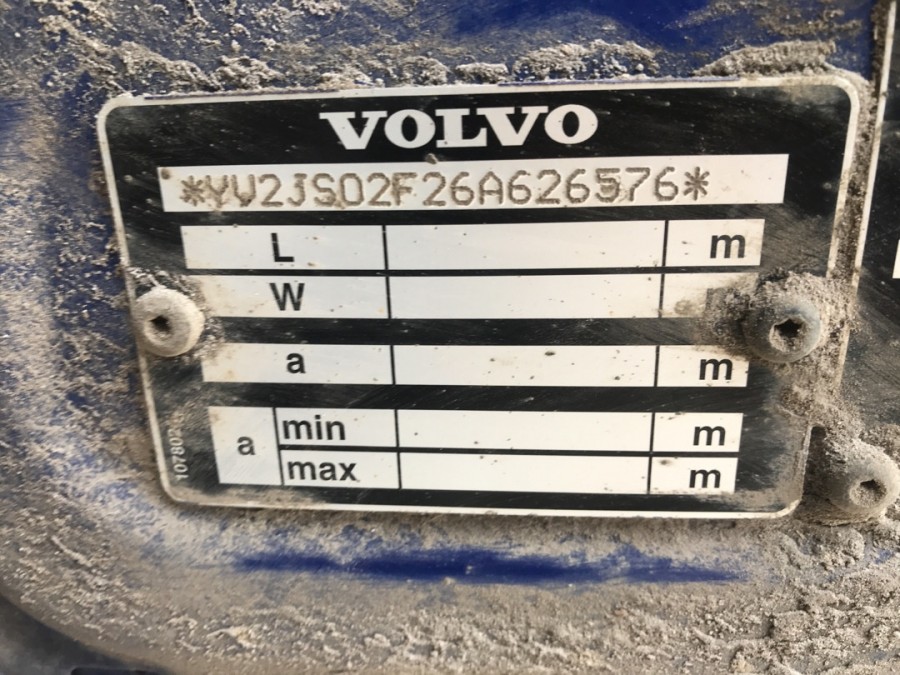 VOLVO
*YV2JS02F26A626576*
L m
W
a m
a min m
max m